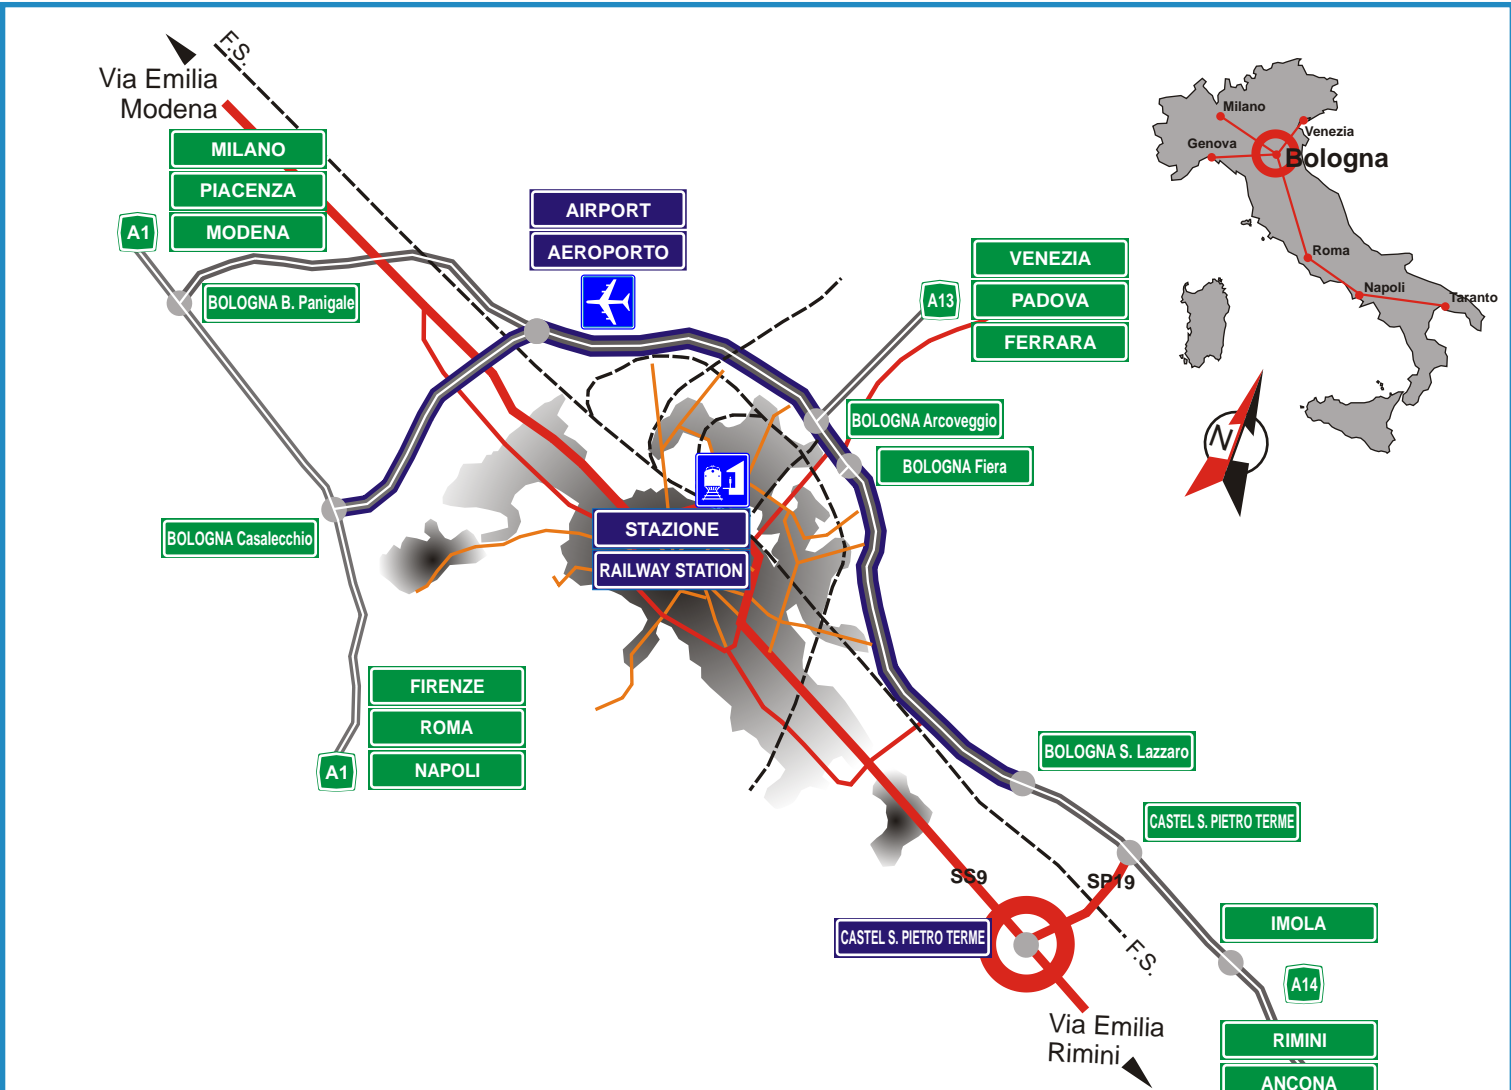 F.S.
Via Emilia
Modena
MILANO
PIACENZA
MODENA
A1
BOLOGNA B. Panigale
AIRPORT
AEROPORTO
VENEZIA
PADOVA
FERRARA
A13
BOLOGNA Arcoveggio
BOLOGNA Fiera
BOLOGNA Casalecchio
STAZIONE
RAILWAY STATION
FIRENZE
ROMA
NAPOLI
A1
BOLOGNA S. Lazzaro
CASTEL S. PIETRO TERME
SS9
SP19
CASTEL S. PIETRO TERME
F.S.
IMOLA
A14
RIMINI
ANCONA
Via Emilia
Rimini
Milano
Venezia
Genova
Bologna
Roma
Napoli
Taranto
N